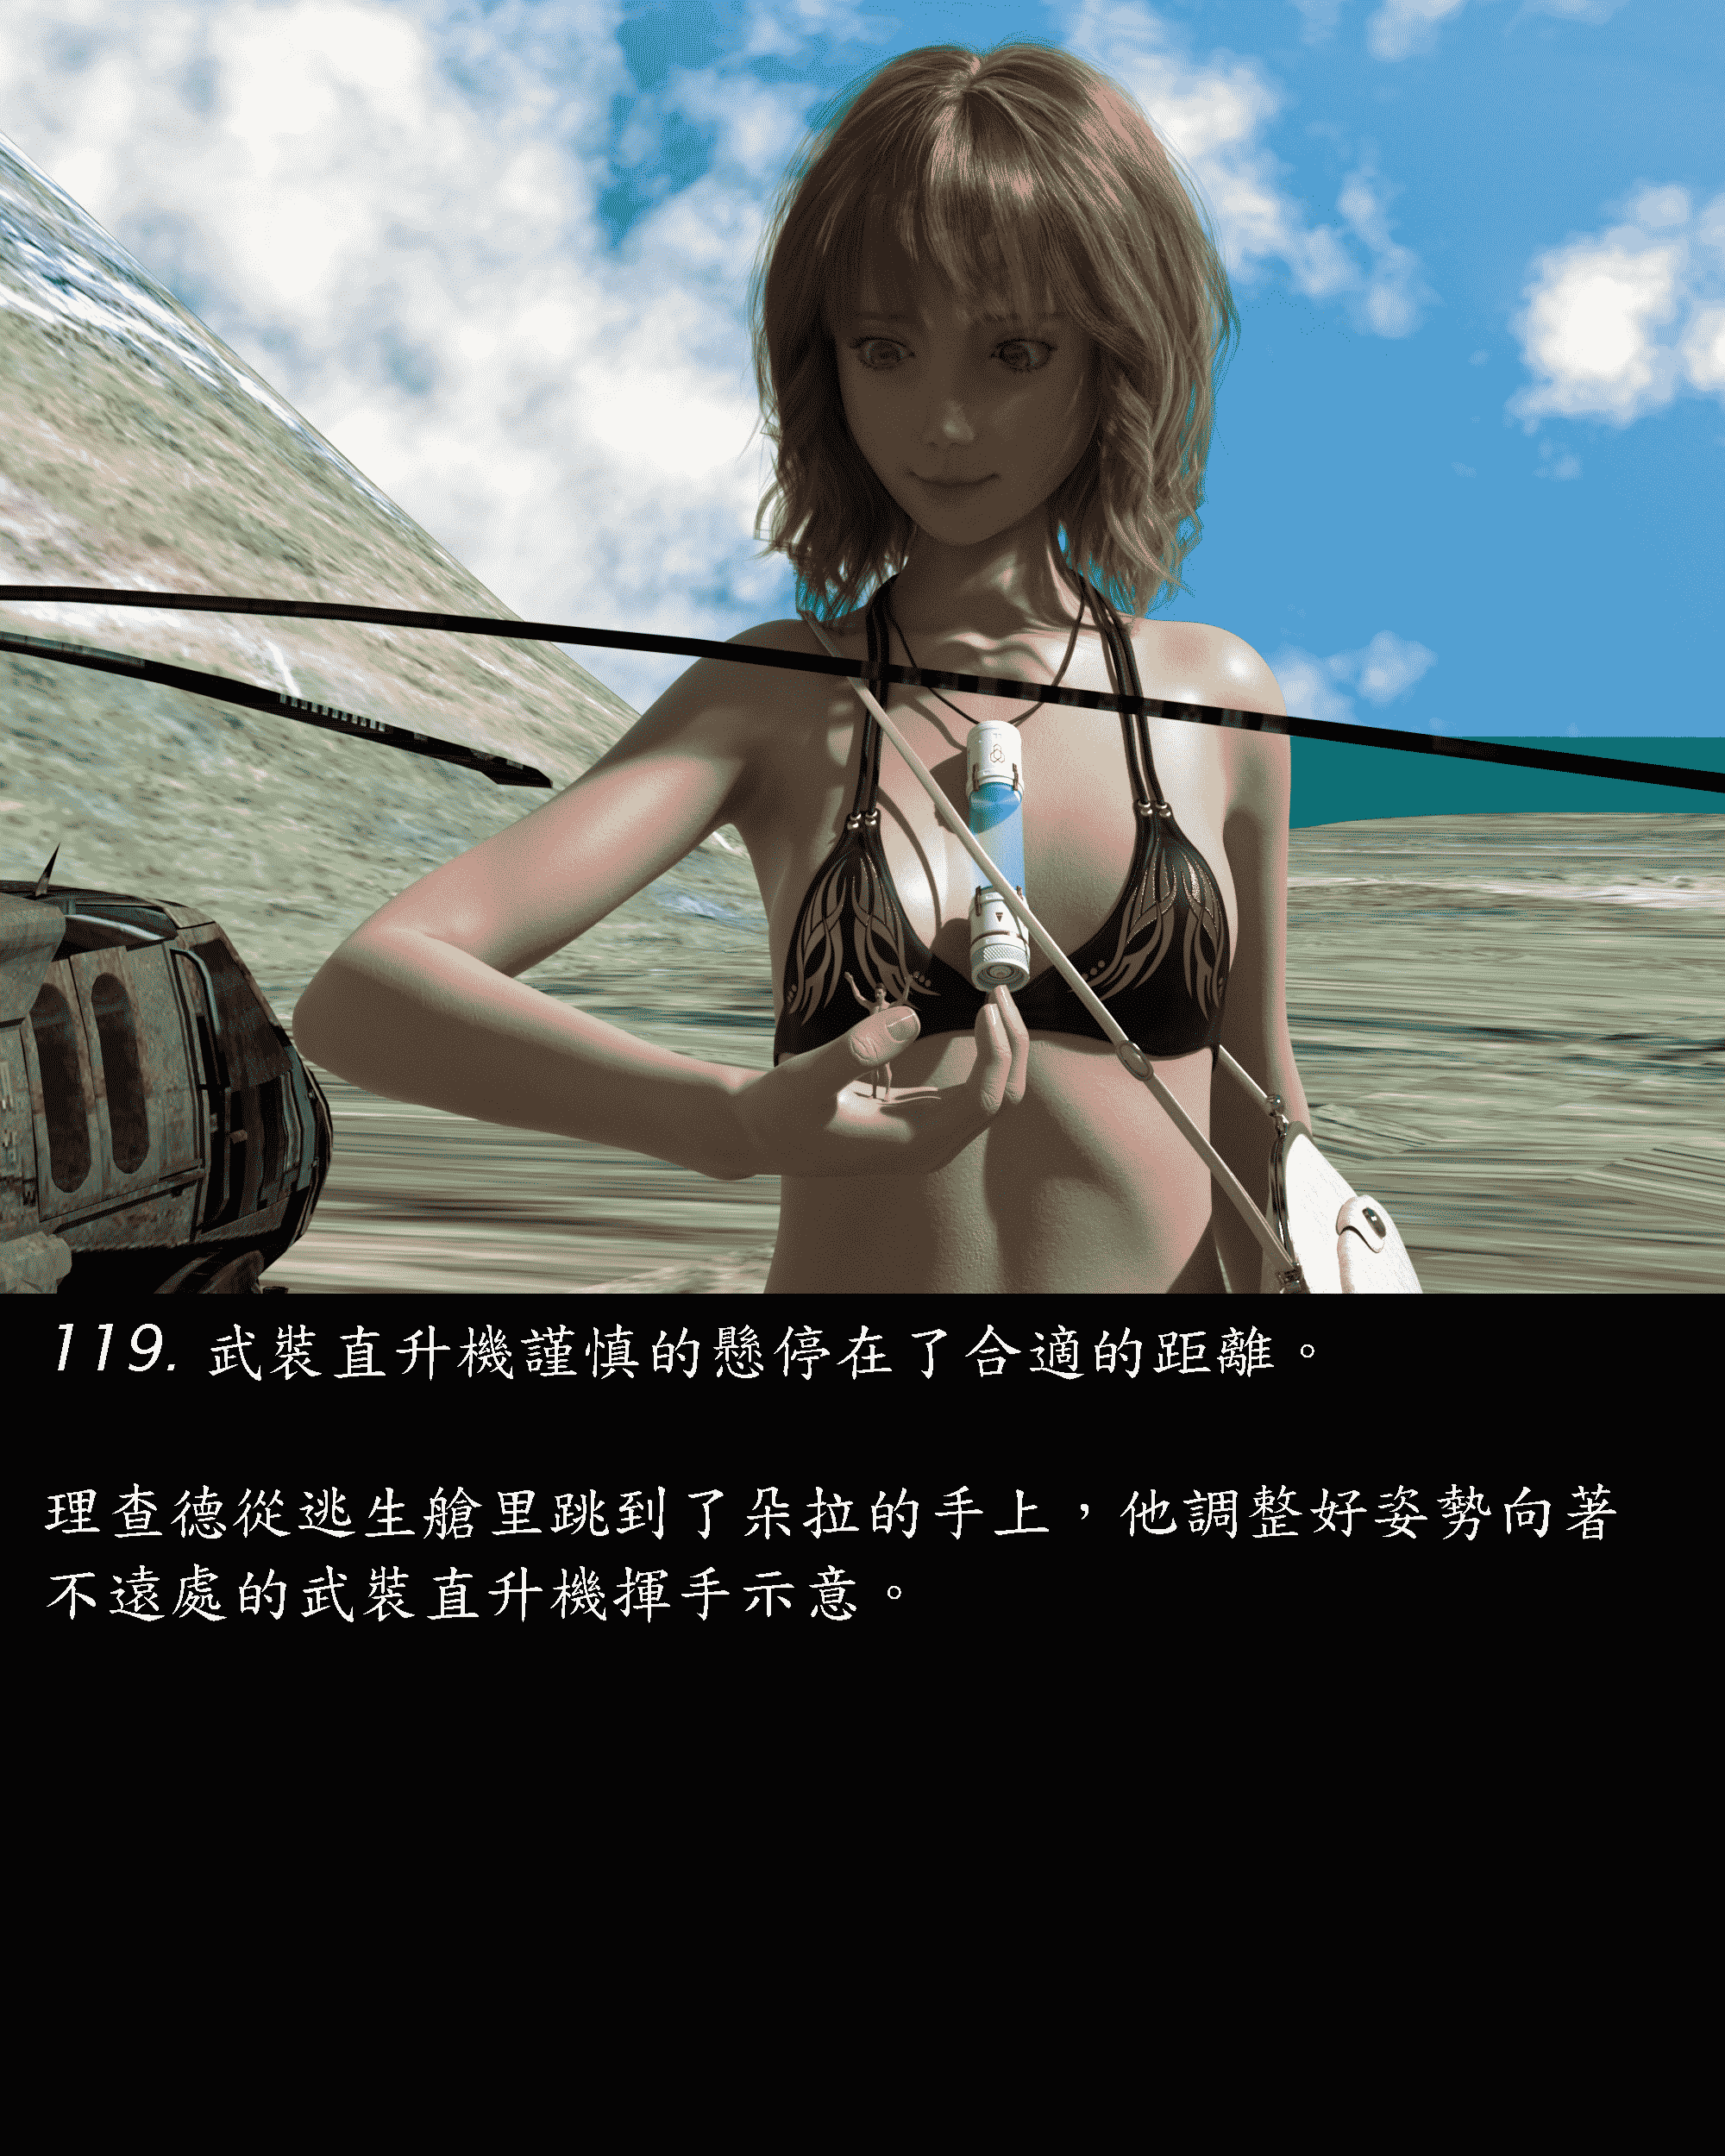 119. 武裝直升機謹慎的懸停在了合適的距離。
理查德從逃生艙里跳到了朵拉的手上，他調整好姿勢向著
不遠處的武裝直升機揮手示意。